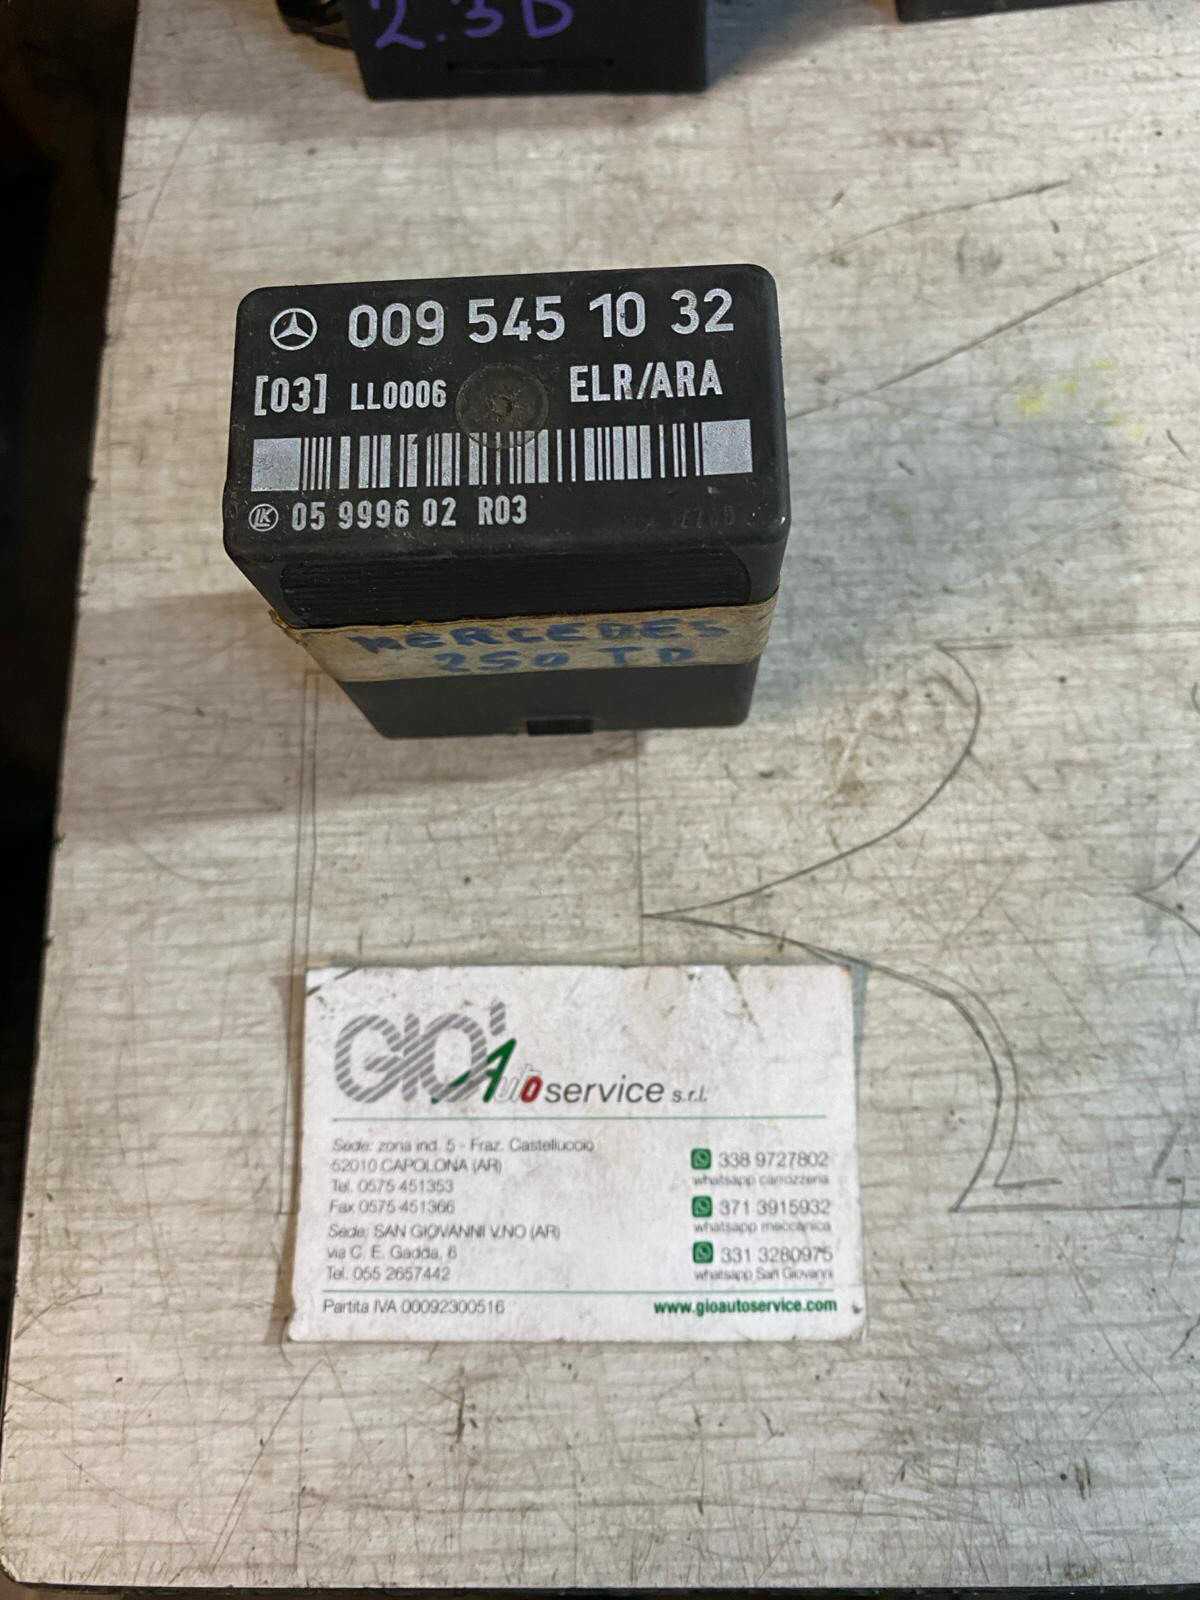 2.3D
009 545 10 32
[03] LL0006 ELR/ARA
LK 05 9996 02 R03
MERCEDES
250 TD
GIO' Auto service s.r.l.
Sede: zona ind. 5 - Fraz. Castelluccio
52010 CAPOLONA (AR)
Tel. 0575 451353
Fax 0575 451366
Sede: SAN GIOVANNI V.NO (AR)
via C. E. Gadda, 6
Tel. 055 2657442
338 9727802
whatsapp carrozzeria
371 3915932
whatsapp meccanica
331 3280975
whatsapp San Giovanni
Partita IVA 00092300516
www.gioautoservice.com